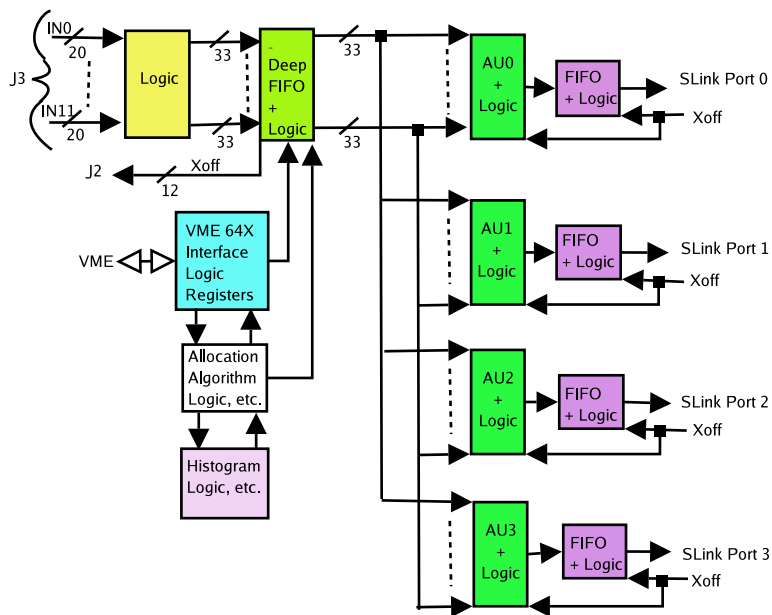 IN0
20
J3
IN11
20
Logic
33
33
-
Deep
FIFO
+
Logic
33
33
J2
12
Xoff
VME
VME 64X
Interface
Logic
Registers
Allocation
Algorithm
Logic, etc.
Histogram
Logic, etc.
AU0
+
Logic
FIFO
+ Logic
SLink Port 0
Xoff
AU1
+
Logic
FIFO
+ Logic
SLink Port 1
Xoff
AU2
+
Logic
FIFO
+ Logic
SLink Port 2
Xoff
AU3
+
Logic
FIFO
+ Logic
SLink Port 3
Xoff